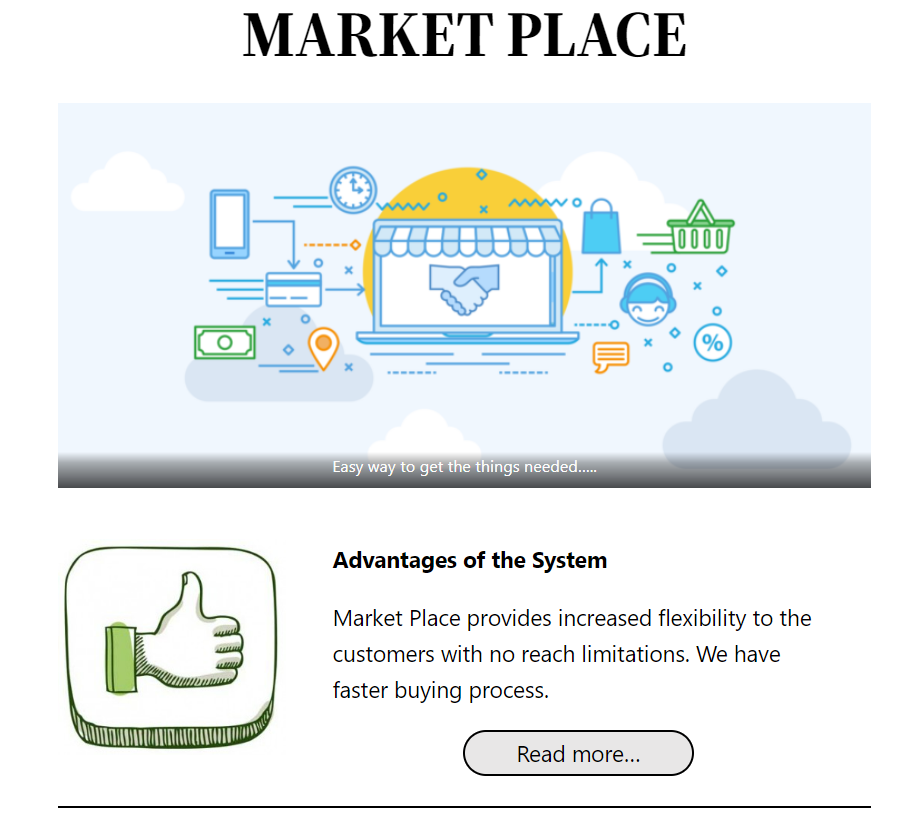 MARKET PLACE
%
Easy way to get the things needed.....
Advantages of the System
Market Place provides increased flexibility to the
customers with no reach limitations. We have
faster buying process.
Read more...